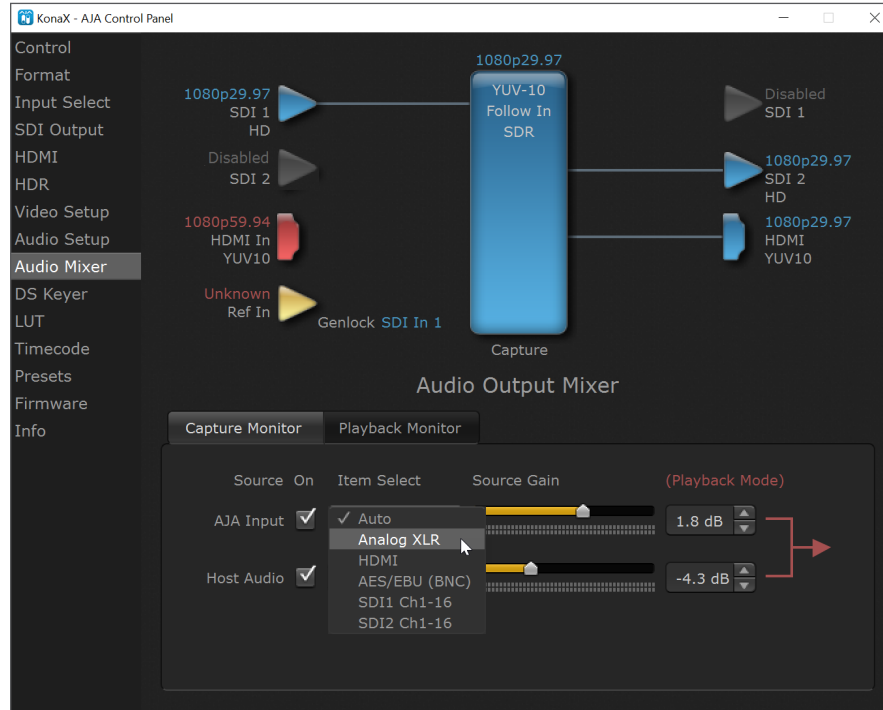 KonaX - AJA Control Panel
Control
Format
Input Select
SDI Output
HDMI
HDR
Video Setup
Audio Setup
Audio Mixer
DS Keyer
LUT
Timecode
Presets
Firmware
Info
1080p29.97
SDI 1
HD
Disabled
SDI 2
1080p59.94
HDMI In
YUV10
Unknown
Ref In
Genlock SDI In 1
1080p29.97
YUV-10
Follow In
SDR
Capture
Disabled
SDI 1
1080p29.97
SDI 2
HD
1080p29.97
HDMI
YUV10
Audio Output Mixer
Capture Monitor Playback Monitor
Source On Item Select Source Gain (Playback Mode)
AJA Input 1.8 dB
Host Audio -4.3 dB
Auto
Analog XLR
HDMI
AES/EBU (BNC)
SDI1 Ch1-16
SDI2 Ch1-16